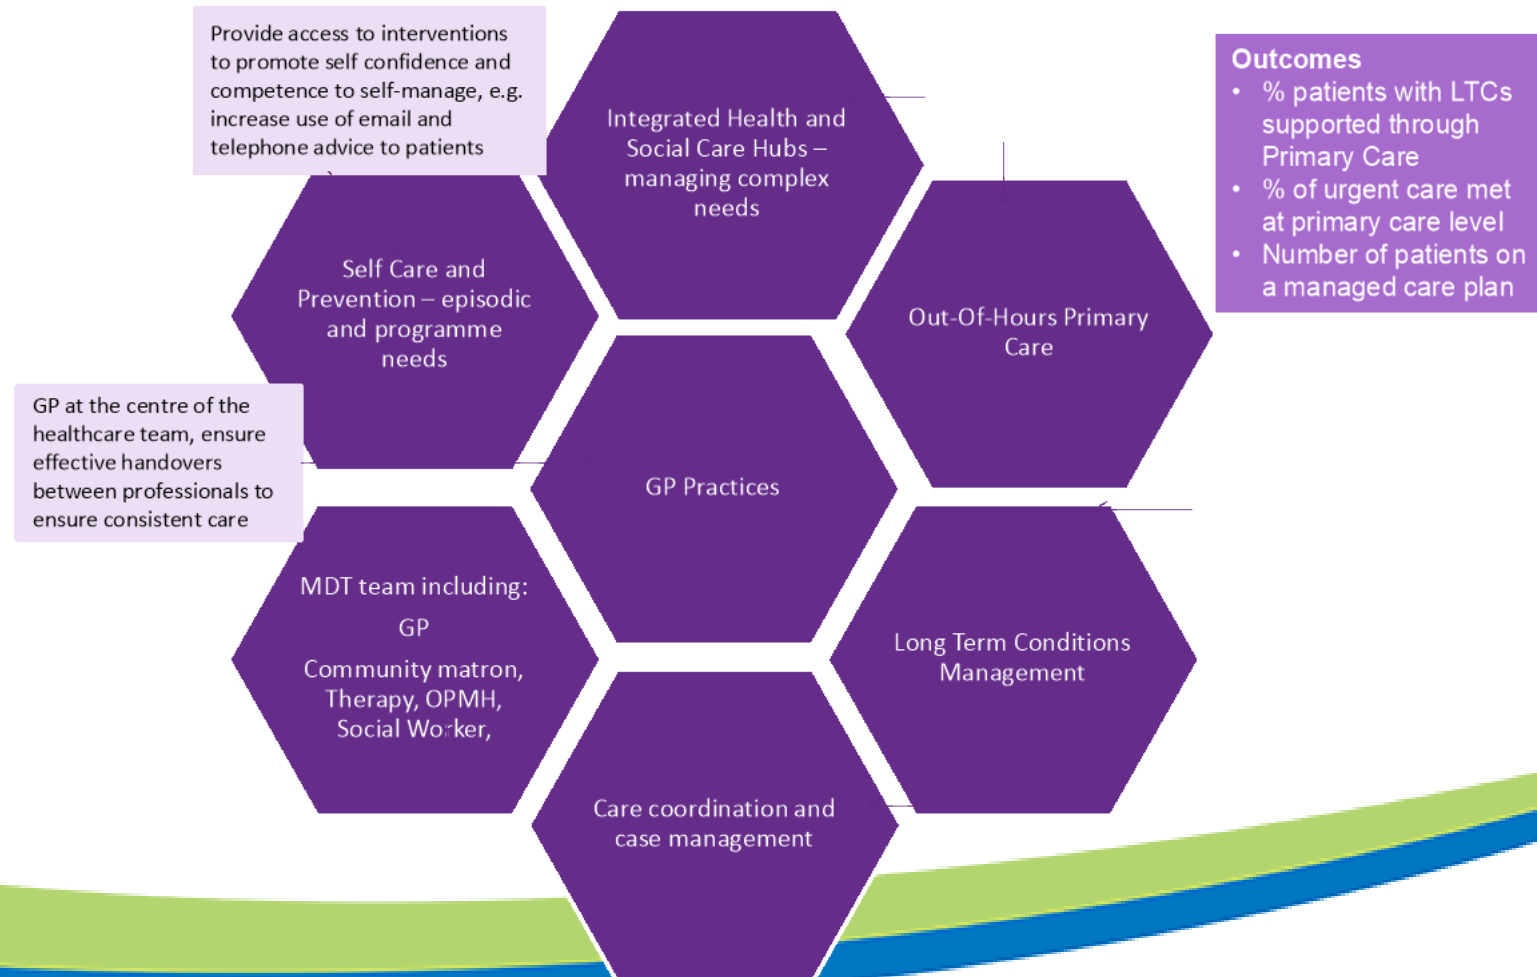 Provide access to interventions
to promote self confidence and
competence to self-manage, e.g.
increase use of email and
telephone advice to patients
Integrated Health and
Social Care Hubs –
managing complex
needs
Outcomes
• % patients with LTCs
supported through
Primary Care
• % of urgent care met
at primary care level
• Number of patients on
a managed care plan
Self Care and
Prevention – episodic
and programme
needs
Out-Of-Hours Primary
Care
GP at the centre of the
healthcare team, ensure
effective handovers
between professionals to
ensure consistent care
GP Practices
MDT team including:
GP
Community matron,
Therapy, OPMH,
Social Worker,
Long Term Conditions
Management
Care coordination and
case management